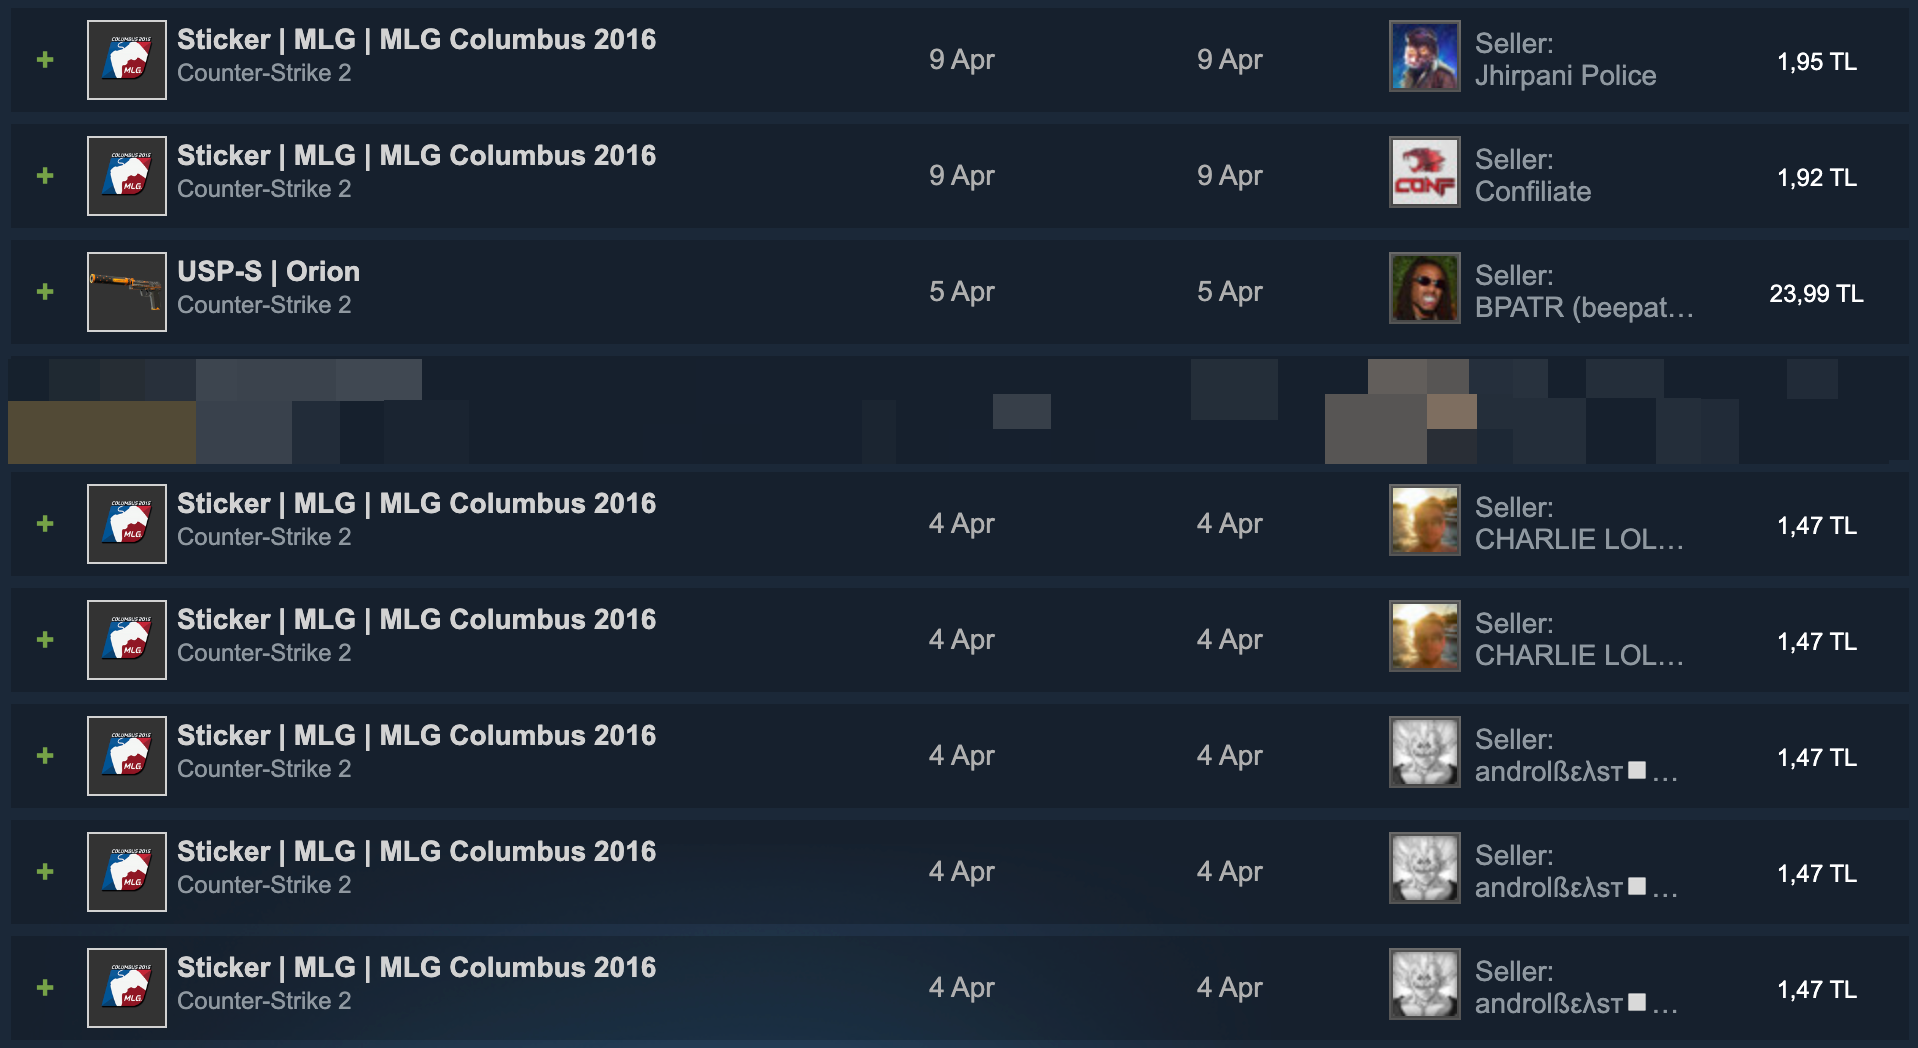 Sticker | MLG | MLG Columbus 2016
Counter-Strike 2
9 Apr
9 Apr
Seller:
Jhirpani Police
1,95 TL
Sticker | MLG | MLG Columbus 2016
Counter-Strike 2
9 Apr
9 Apr
CONF
Seller:
Confiliate
1,92 TL
USP-S | Orion
Counter-Strike 2
5 Apr
5 Apr
Seller:
BPATR (beepat…
23,99 TL
Sticker | MLG | MLG Columbus 2016
Counter-Strike 2
4 Apr
4 Apr
Seller:
CHARLIE LOL…
1,47 TL
Sticker | MLG | MLG Columbus 2016
Counter-Strike 2
4 Apr
4 Apr
Seller:
CHARLIE LOL…
1,47 TL
Sticker | MLG | MLG Columbus 2016
Counter-Strike 2
4 Apr
4 Apr
Seller:
androlßελsт■ …
1,47 TL
Sticker | MLG | MLG Columbus 2016
Counter-Strike 2
4 Apr
4 Apr
Seller:
androlßελsт■ …
1,47 TL
Sticker | MLG | MLG Columbus 2016
Counter-Strike 2
4 Apr
4 Apr
Seller:
androlßελsт■ …
1,47 TL